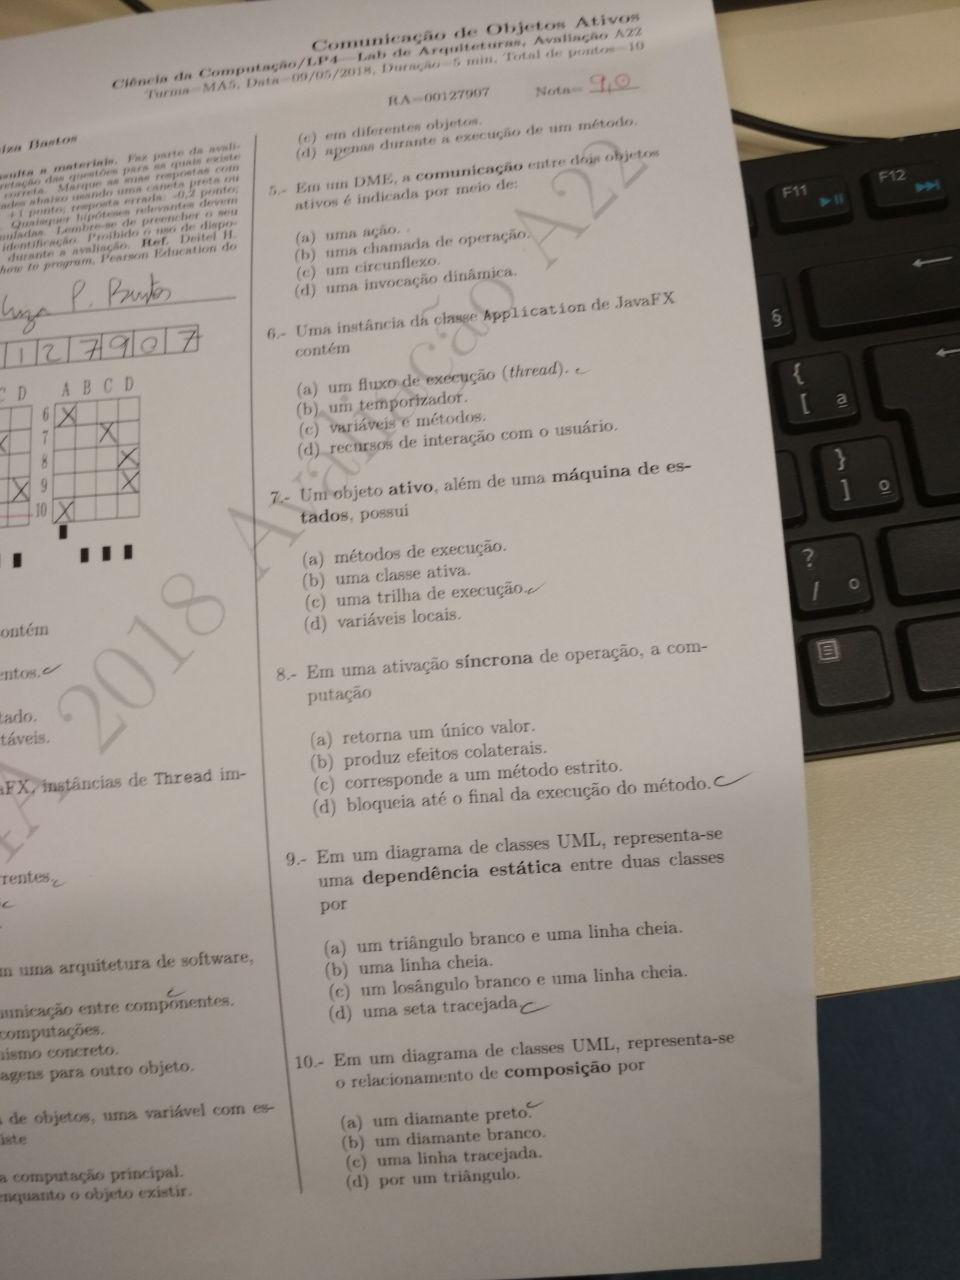 Comunicação de Objetos Ativos
Ciência da Computação/LP4—Lab de Arquiteturas, Avaliação A22
Turma=MA5, Data=09/05/2018, Duração=5 min, Total de pontos=10
RA=00127907 Nota= 9,0
iza Bastos
sulta a materiais. Faz parte da avali-
retação das questões para as quais existe
correta. Marque as suas respostas com
ades abaixo usando uma caneta preta ou
+1 ponto; resposta errada: -0,2 ponto;
Quaisquer hipóteses relevantes devem
muladas. Lembre-se de preencher o seu
identificação. Proibido o uso de dispo-
durante a avaliação. Ref. Deitel H.
how to program, Pearson Education do
P. Bastos
1 2 7 9 0 7
C D A B C D
6
7
8
9
10
ontém
entos.
tado.
táveis.
aFX, instâncias de Thread im-
rentes
m uma arquitetura de software,
unicação entre componentes.
computações.
nismo concreto.
agens para outro objeto.
de objetos, uma variável com es-
iste
a computação principal.
enquanto o objeto existir.
(c) em diferentes objetos.
(d) apenas durante a execução de um método.
5.- Em um DME, a comunicação entre dois objetos
ativos é indicada por meio de:
(a) uma ação.
(b) uma chamada de operação.
(c) um circunflexo.
(d) uma invocação dinâmica.
6.- Uma instância da classe Application de JavaFX
contém
(a) um fluxo de execução (thread).
(b) um temporizador.
(c) variáveis e métodos.
(d) recursos de interação com o usuário.
7.- Um objeto ativo, além de uma máquina de es-
tados, possui
(a) métodos de execução.
(b) uma classe ativa.
(c) uma trilha de execução.
(d) variáveis locais.
8.- Em uma ativação síncrona de operação, a com-
putação
(a) retorna um único valor.
(b) produz efeitos colaterais.
(c) corresponde a um método estrito.
(d) bloqueia até o final da execução do método.
9.- Em um diagrama de classes UML, representa-se
uma dependência estática entre duas classes
por
(a) um triângulo branco e uma linha cheia.
(b) uma linha cheia.
(c) um losângulo branco e uma linha cheia.
(d) uma seta tracejada
10.- Em um diagrama de classes UML, representa-se
o relacionamento de composição por
(a) um diamante preto.
(b) um diamante branco.
(c) uma linha tracejada.
(d) por um triângulo.
A 2018 Avaliação A22
F11
F12
§
{
[ ª
}
] º
?
/ °